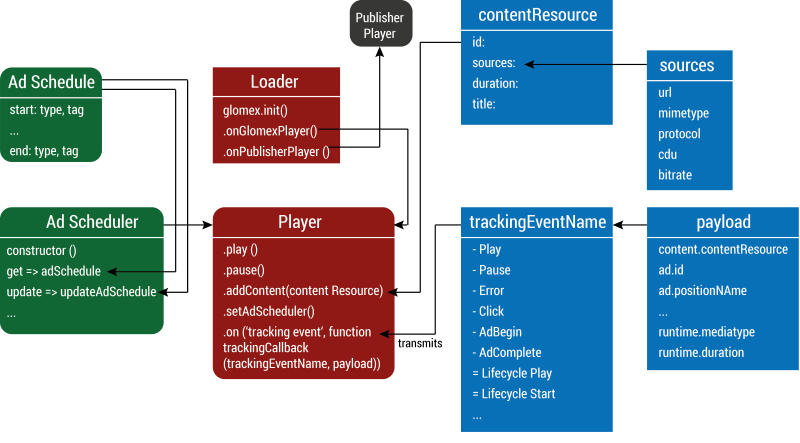 Publisher
Player
contentResource
id:
sources:
duration:
title:
sources
url
mimetype
protocol
cdu
bitrate
Ad Schedule
start: type, tag
...
end: type, tag
Loader
glomex.init()
.onGlomexPlayer()
.onPublisherPlayer ()
Ad Scheduler
constructor ()
get => adSchedule
update => updateAdSchedule
...
Player
.play ()
.pause()
.addContent(content Resource)
.setAdScheduler()
.on (‘tracking event’, function
trackingCallback
(trackingEventName, payload))
transmits
trackingEventName
- Play
- Pause
- Error
- Click
- AdBegin
- AdComplete
= Lifecycle Play
= Lifecycle Start
...
payload
content.contentResource
ad.id
ad.positionNAme
...
runtime.mediatype
runtime.duration